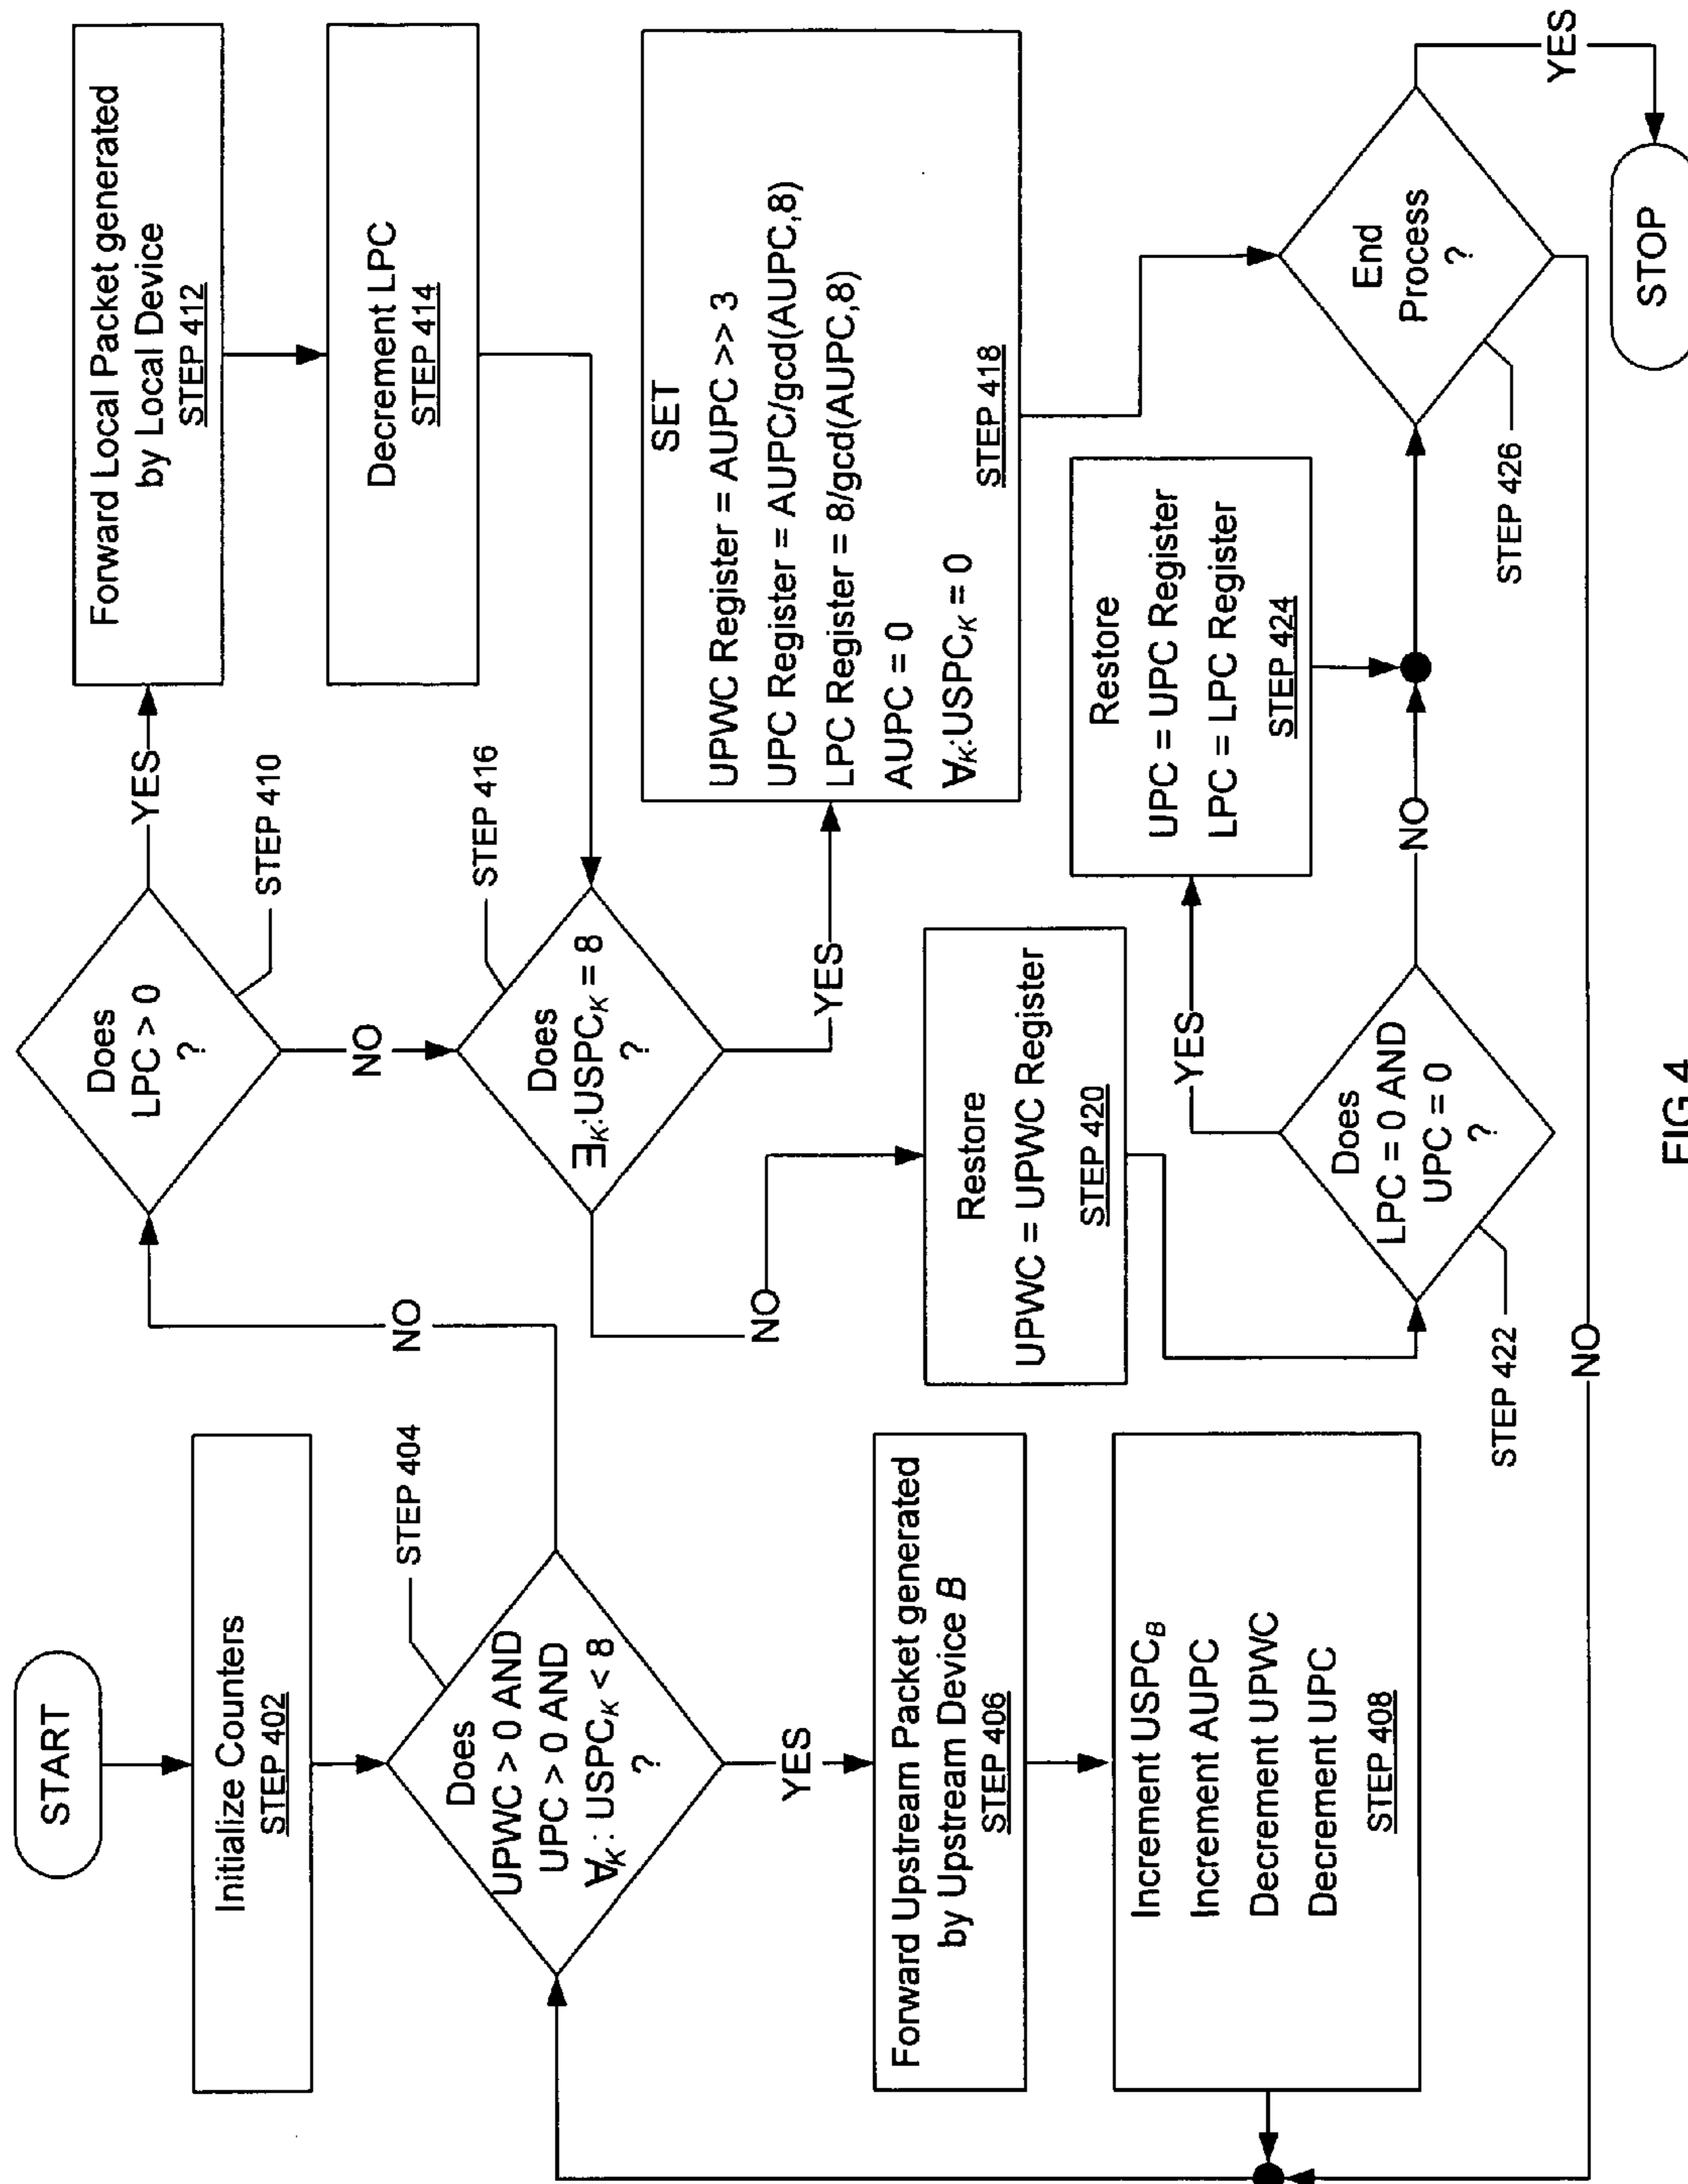 START
Initialize Counters
STEP 402
STEP 404
Does
UPWC > 0 AND
UPC > 0 AND
∀K : USPCK < 8
?
NO
YES
Forward Upstream Packet generated
by Upstream Device B
STEP 406
Increment USPCB
Increment AUPC
Decrement UPWC
Decrement UPC
STEP 408
Does
LPC > 0
?
STEP 410
YES
NO
Forward Local Packet generated
by Local Device
STEP 412
Decrement LPC
STEP 414
STEP 416
Does
∃K:USPCK = 8
?
YES
NO
SET
UPWC Register = AUPC >> 3
UPC Register = AUPC/gcd(AUPC,8)
LPC Register = 8/gcd(AUPC,8)
AUPC = 0
∀K:USPCK = 0
STEP 418
Restore
UPWC = UPWC Register
STEP 420
Does
LPC = 0 AND
UPC = 0
?
STEP 422
YES
NO
Restore
UPC = UPC Register
LPC = LPC Register
STEP 424
End
Process
?
STEP 426
YES
NO
STOP
FIG 4